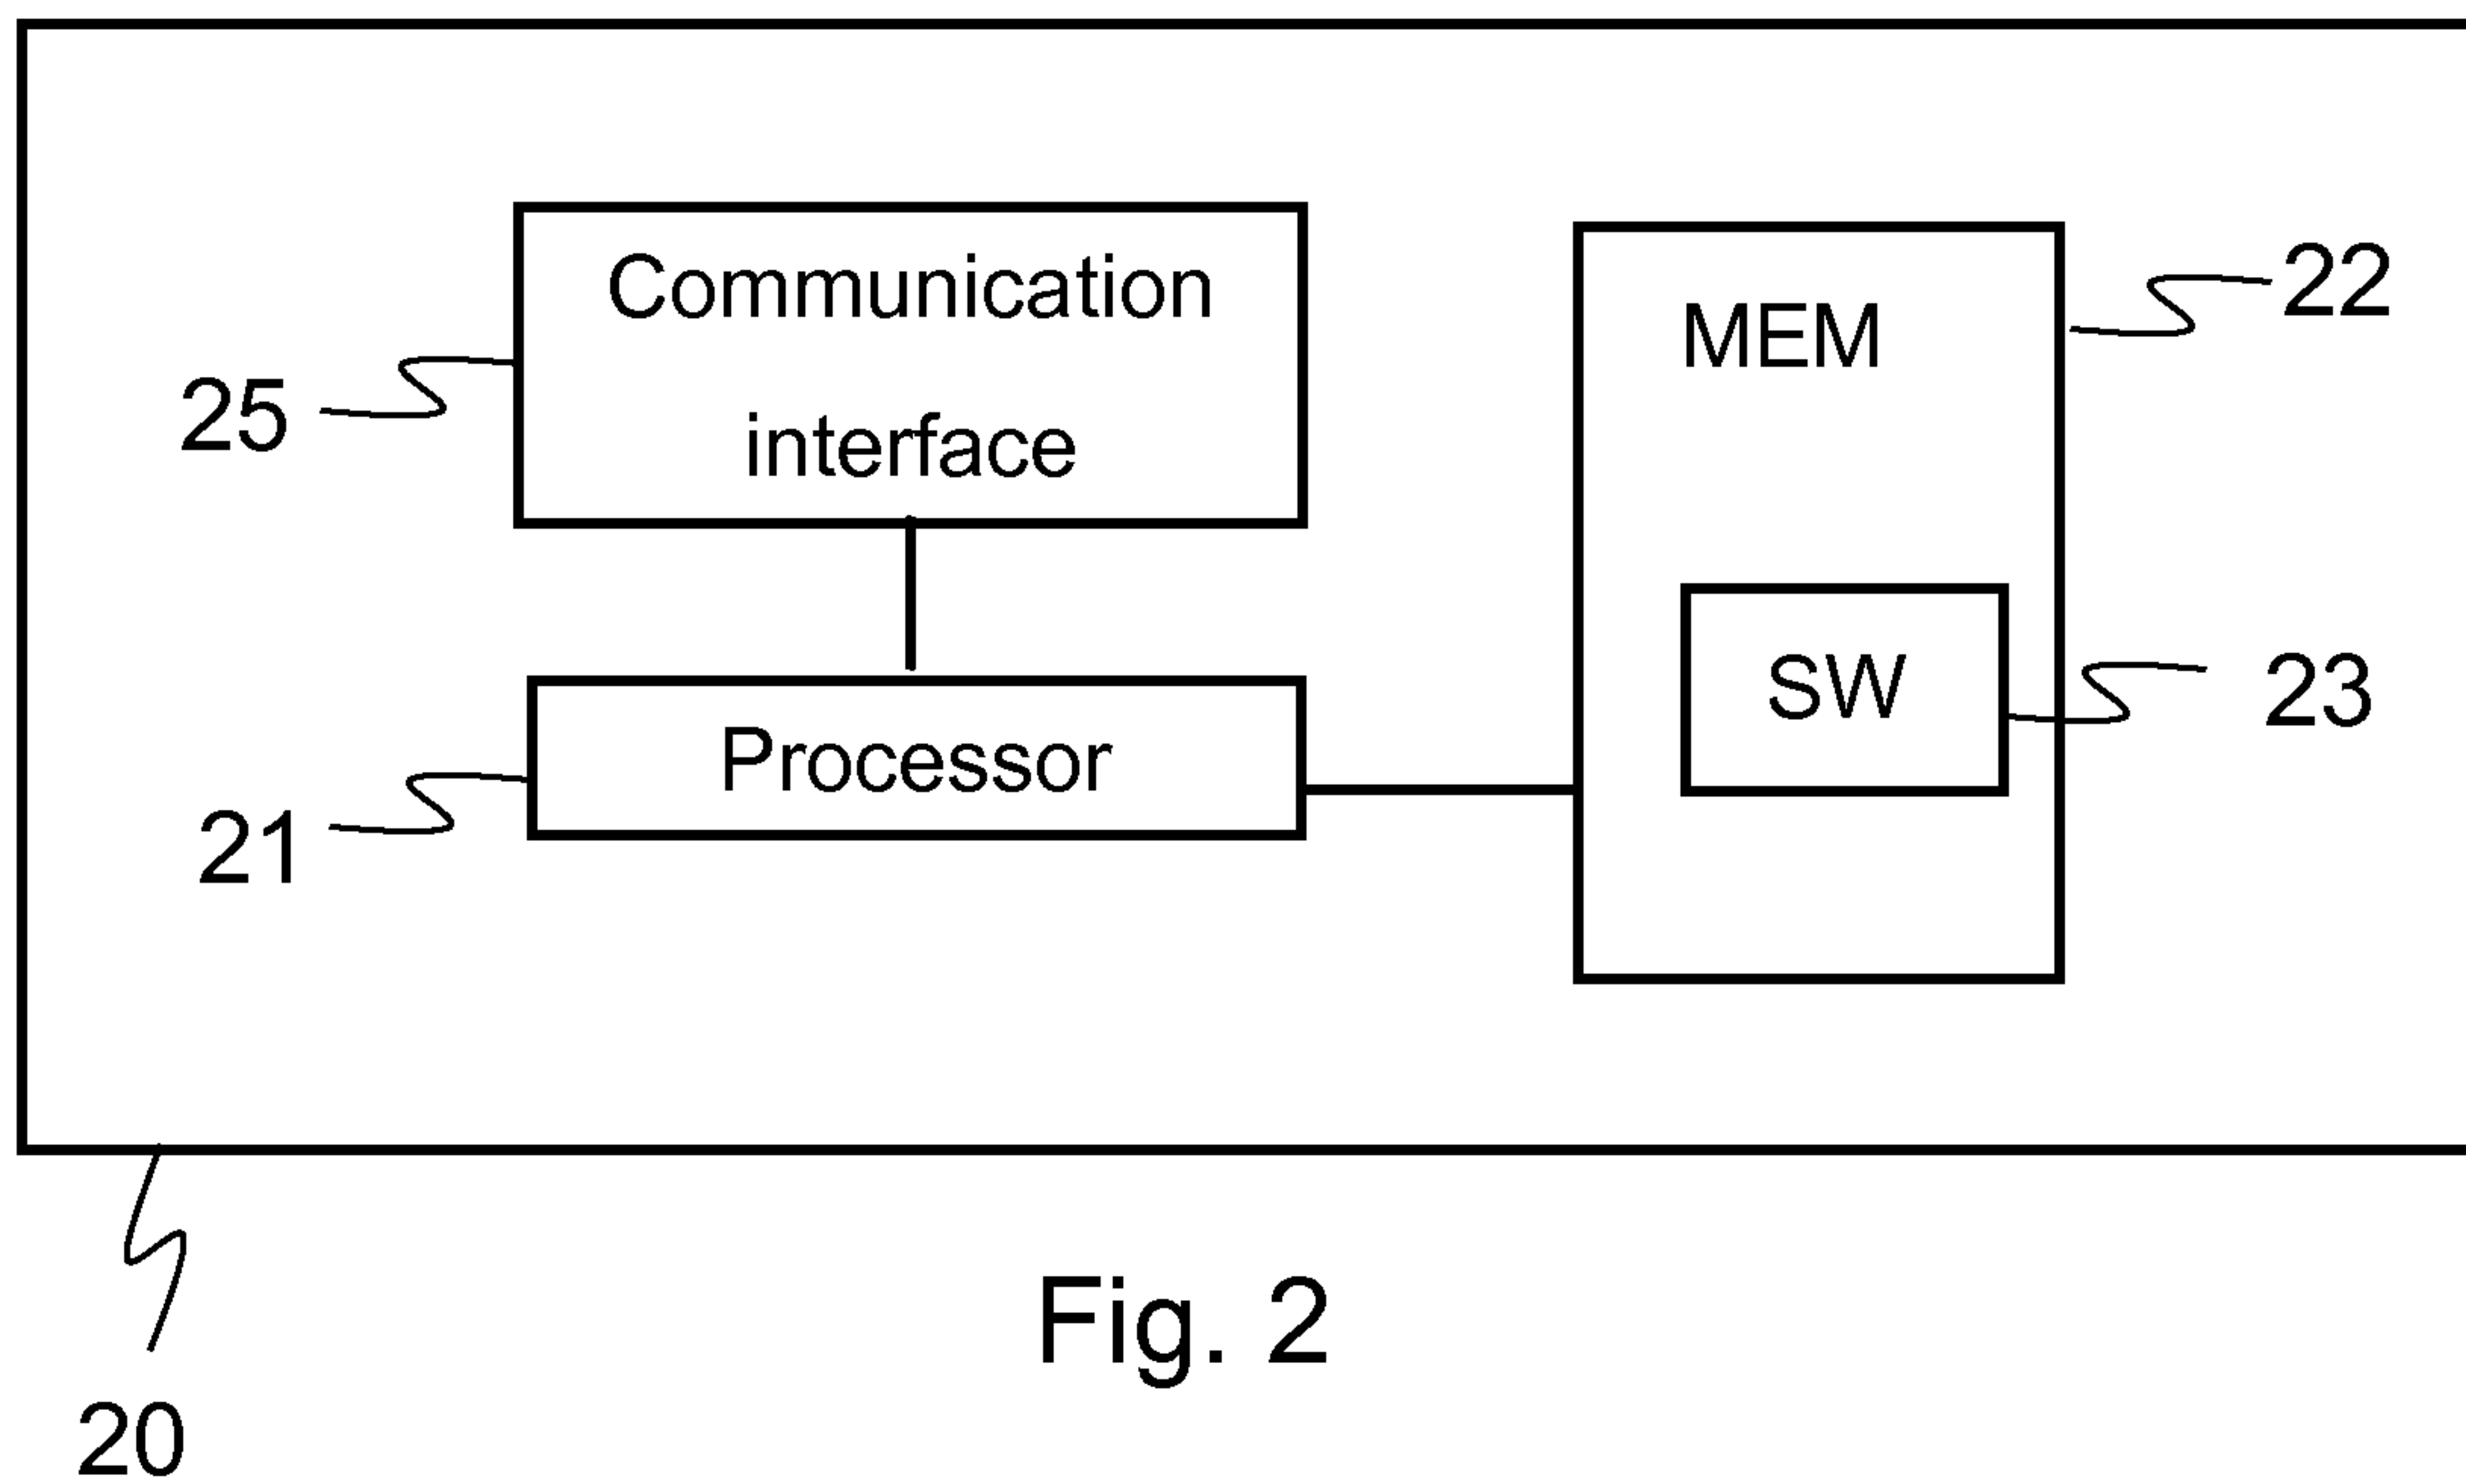 Communication
interface
25
MEM
22
SW
23
Processor
21
Fig. 2
20